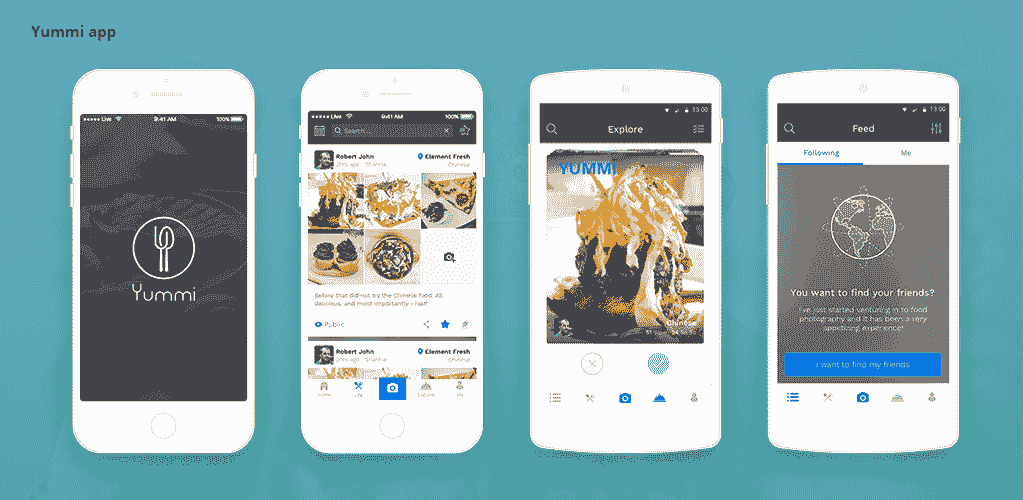 Yummi app
Live 9:41 AM 100%
Yummi
Live 9:41 AM 100%
Search...
Robert John
Element Fresh
2hrs ago
Chinese
Before that did not try the Chinese food. All,
delicious, and most importantly - fast!
Public
Robert John
Element Fresh
2hrs ago
Chinese
13:00
Explore
YUMMI
Chinese
13:00
Feed
Following
Me
You want to find your friends?
I've just started venturing in to food
photography and it has been a very
appetizing experience!
I want to find my friends